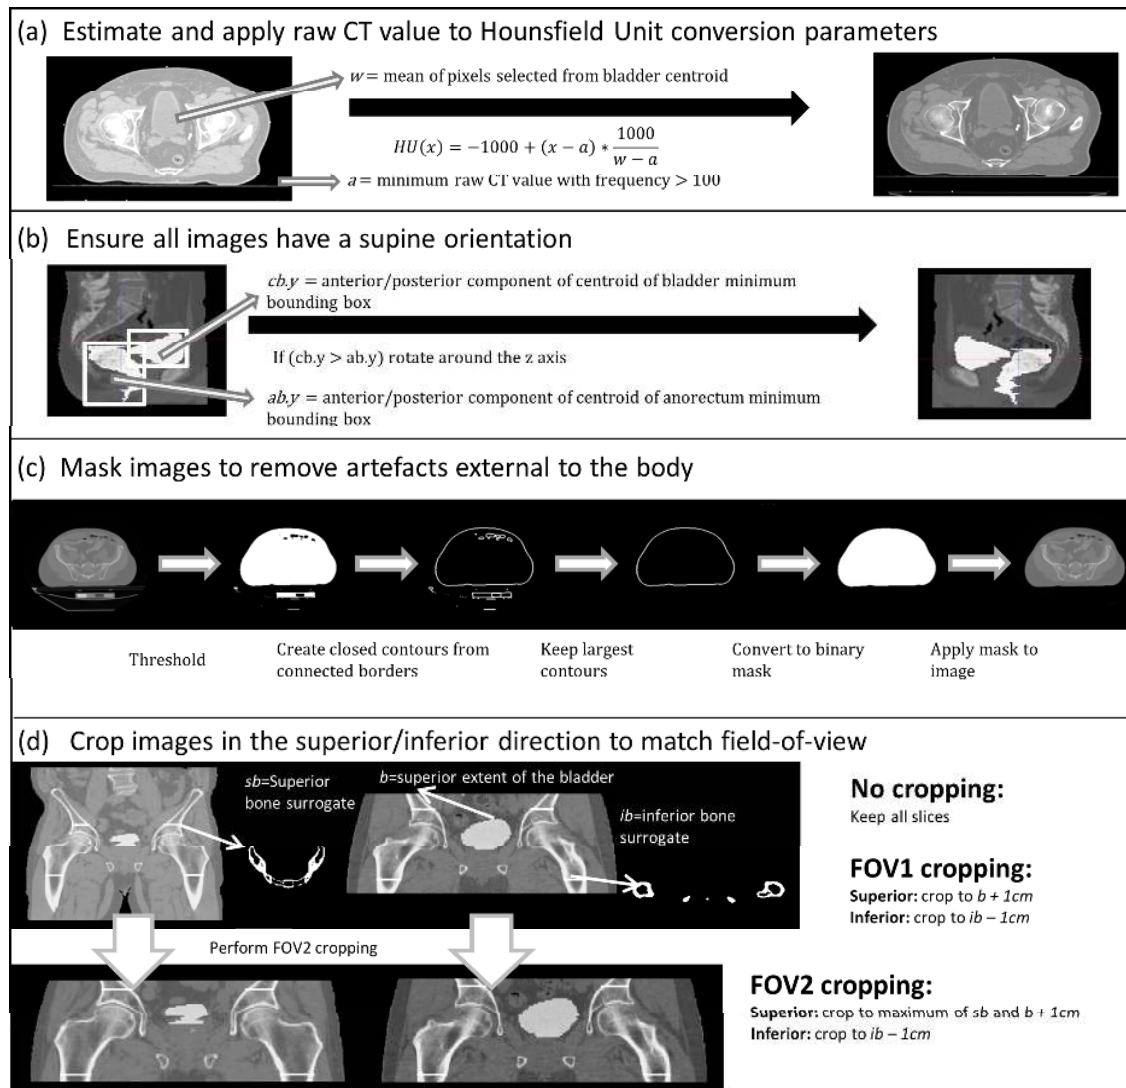 (a) Estimate and apply raw CT value to Hounsfield Unit conversion parameters
w = mean of pixels selected from bladder centroid
HU(x) = −1000 + (x − a) * 1000 / (w − a)
a = minimum raw CT value with frequency > 100
(b) Ensure all images have a supine orientation
cb.y = anterior/posterior component of centroid of bladder minimum
bounding box
If (cb.y > ab.y) rotate around the z axis
ab.y = anterior/posterior component of centroid of anorectum minimum
bounding box
(c) Mask images to remove artefacts external to the body
Threshold
Create closed contours from
connected borders
Keep largest
contours
Convert to binary
mask
Apply mask to
image
(d) Crop images in the superior/inferior direction to match field-of-view
sb=Superior
bone surrogate
b=superior extent of the bladder
ib=inferior bone
surrogate
No cropping:
Keep all slices
FOV1 cropping:
Superior: crop to b + 1cm
Inferior: crop to ib – 1cm
Perform FOV2 cropping
FOV2 cropping:
Superior: crop to maximum of sb and b + 1cm
Inferior: crop to ib – 1cm